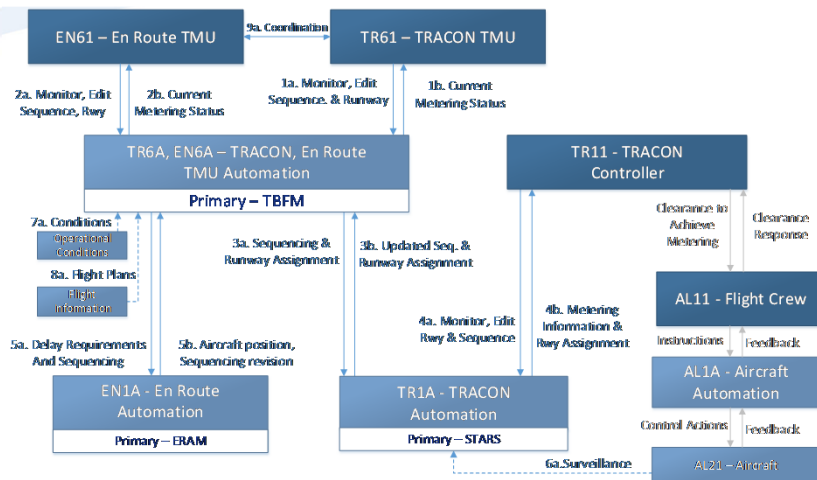 EN61 – En Route TMU
9a. Coordination
TR61 – TRACON TMU
2a. Monitor, Edit
Sequence, Rwy
2b. Current
Metering Status
1a. Monitor, Edit
Sequence. & Runway
1b. Current
Metering Status
TR6A, EN6A – TRACON, En Route
TMU Automation
Primary – TBFM
TR11 - TRACON
Controller
7a. Conditions
Operational
Conditions
8a. Flight Plans
Flight
Information
3a. Sequencing &
Runway Assignment
3b. Updated Seq. &
Runway Assignment
Clearance to
Achieve
Metering
Clearance
Response
5a. Delay Requirements
And Sequencing
5b. Aircraft position,
Sequencing revision
4a. Monitor, Edit
Rwy & Sequence
4b. Metering
Information &
Rwy Assignment
AL11 - Flight Crew
Instructions
Feedback
EN1A - En Route
Automation
Primary – ERAM
TR1A - TRACON
Automation
Primary – STARS
AL1A - Aircraft
Automation
Control Actions
Feedback
6a.Surveillance
AL21 – Aircraft